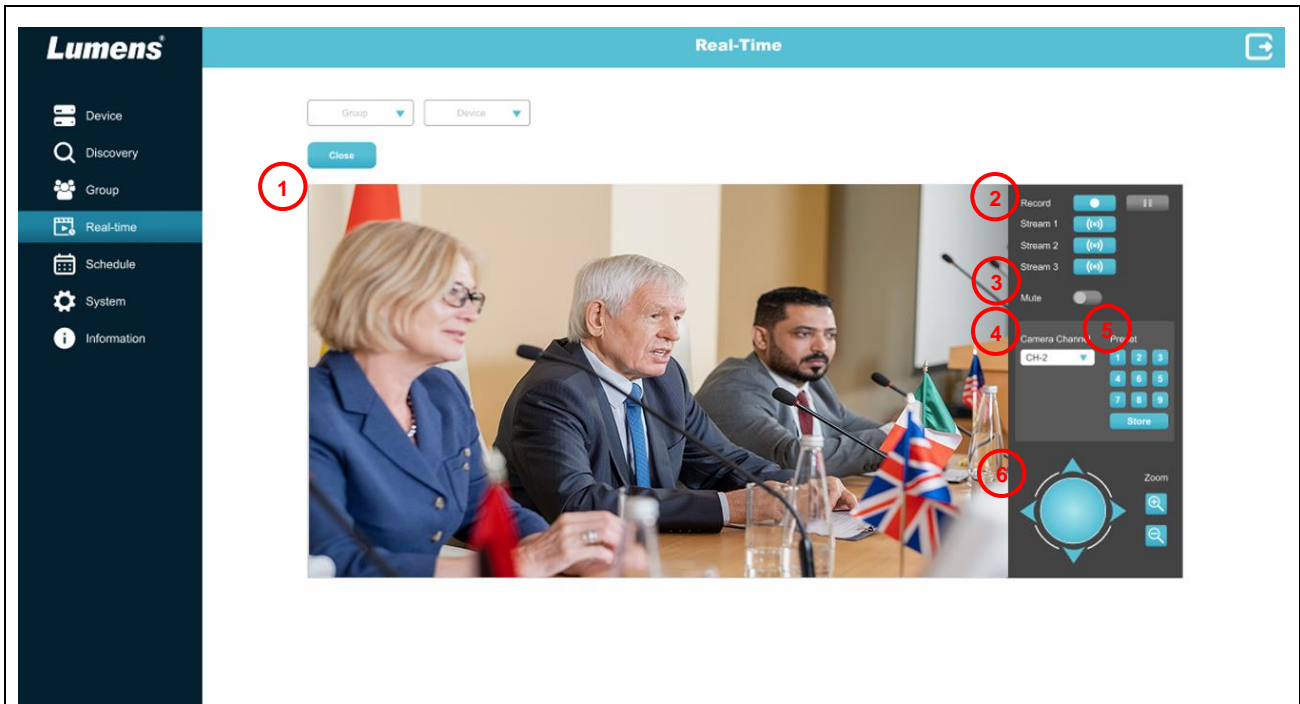 Lumens®
Real-Time
Device
Discovery
Group
Real-time
Schedule
System
Information
Group
Device
Close
1
2
Record
Stream 1
Stream 2
Stream 3
3
Mute
4
5
Camera Channel
Preset
CH-2
1 2 3
4 6 5
7 8 9
Store
6
Zoom